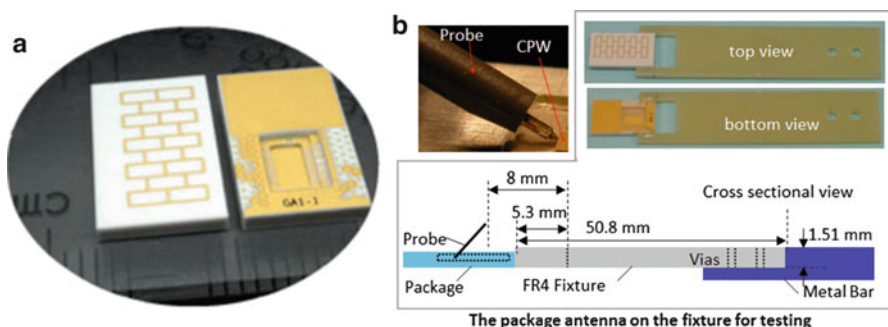 a
cm
GA1-1
b
Probe
CPW
top view
bottom view
8 mm
Cross sectional view
5.3 mm
50.8 mm
1.51 mm
Probe
Vias
Package
FR4 Fixture
Metal Bar
The package antenna on the fixture for testing